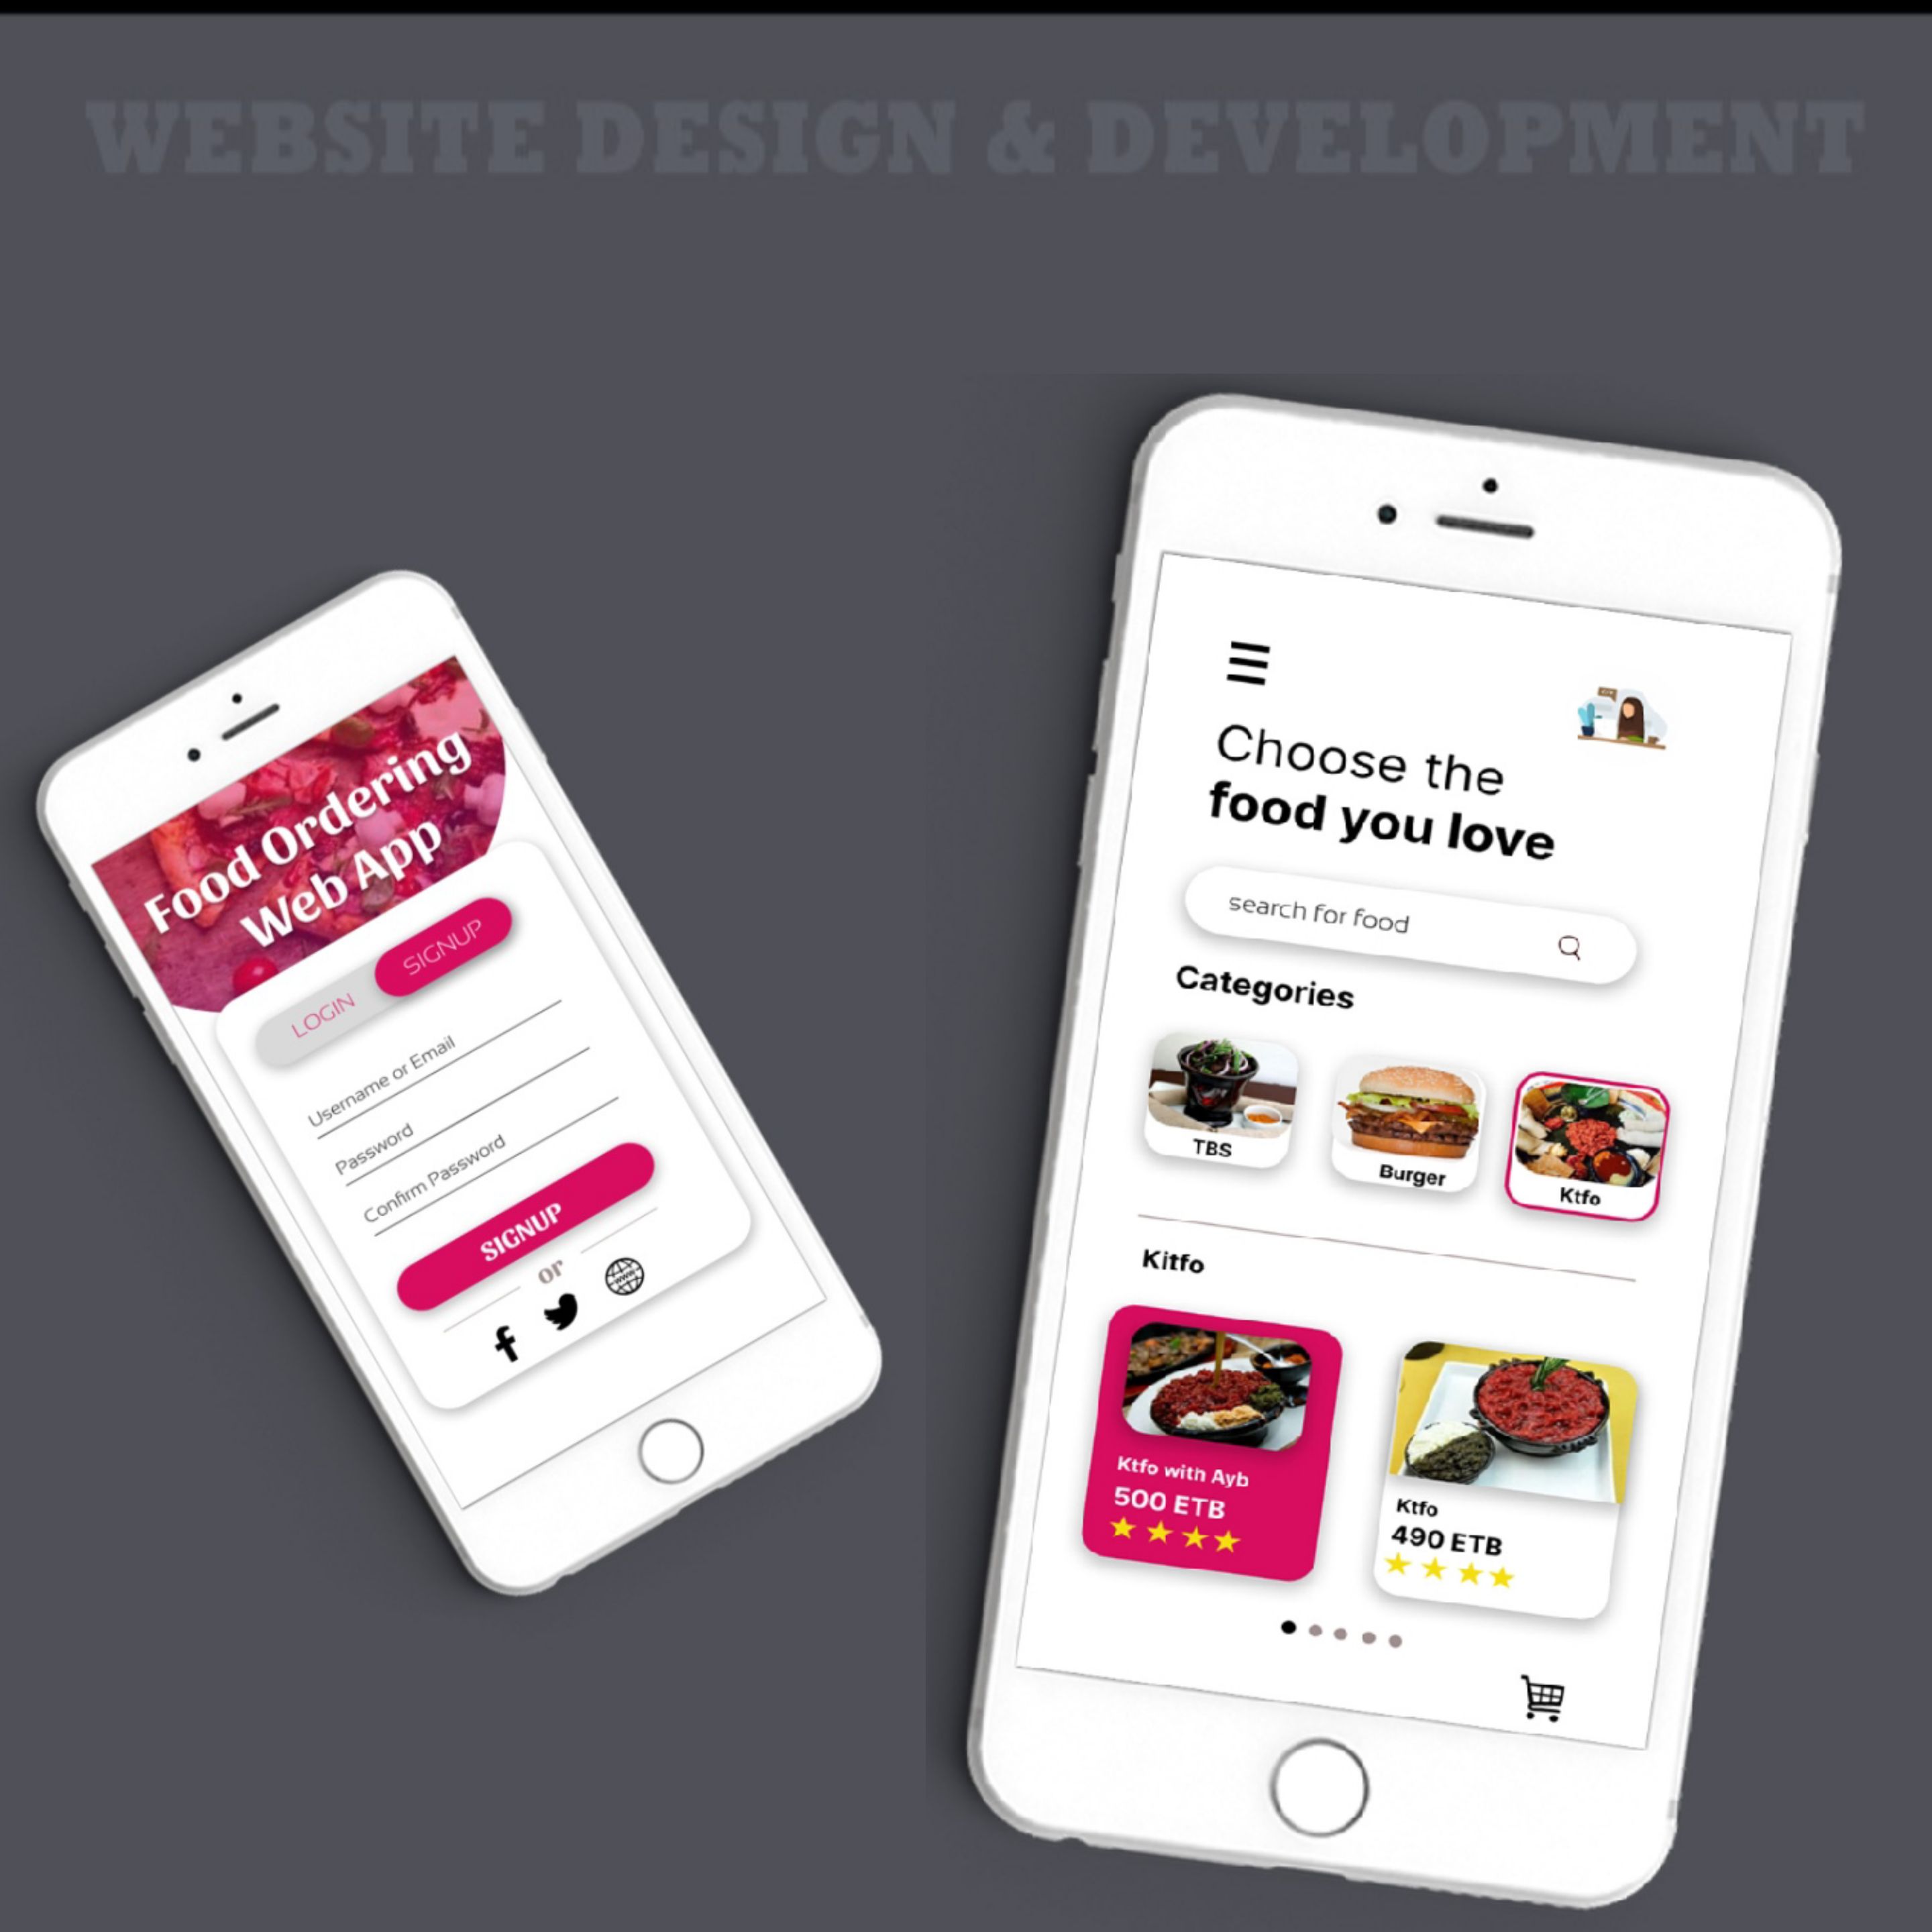 WEBSITE DESIGN & DEVELOPMENT
Food Ordering
Web App
LOGIN
SIGNUP
Username or Email
Password
Confirm Password
SIGNUP
or
www
Choose the
food you love
search for food
Categories
TBS
Burger
Ktfo
Kitfo
Ktfo with Ayb
500 ETB
Ktfo
490 ETB